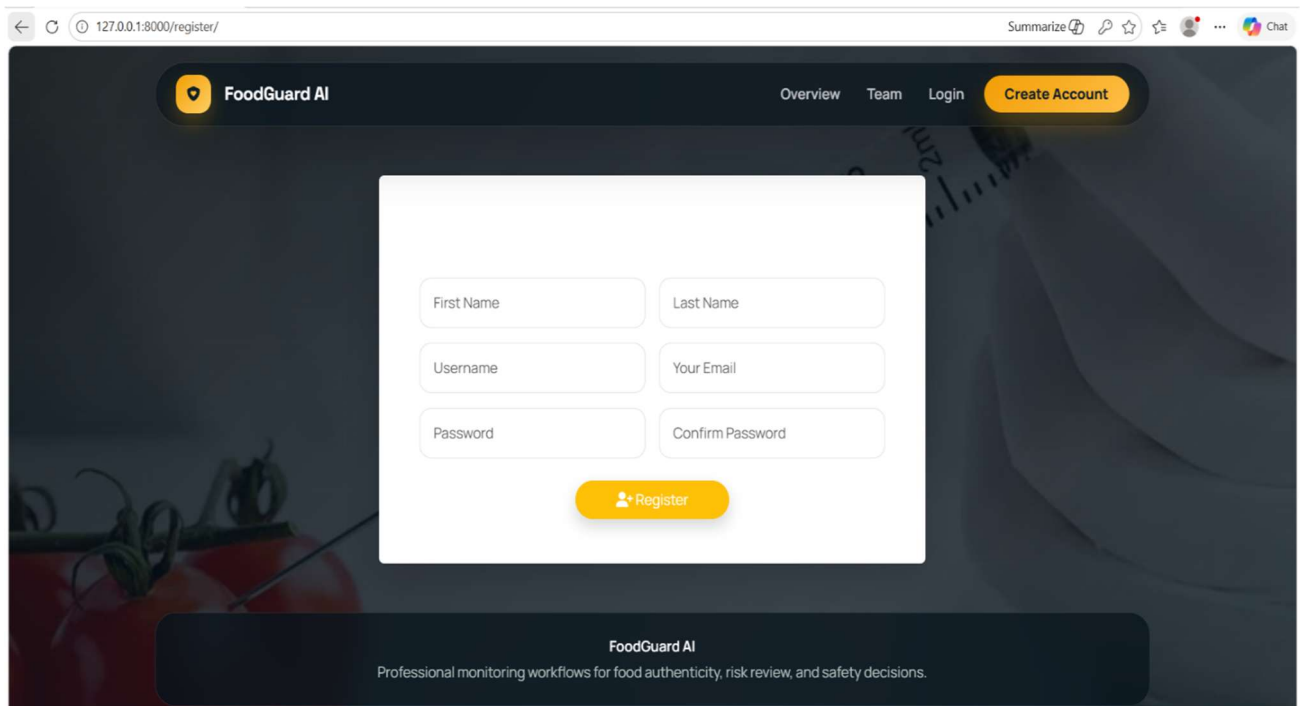 127.0.0.1:8000/register/
Summarize
Chat
FoodGuard AI
Overview Team Login Create Account
First Name Last Name
Username Your Email
Password Confirm Password
Register
FoodGuard AI
Professional monitoring workflows for food authenticity, risk review, and safety decisions.